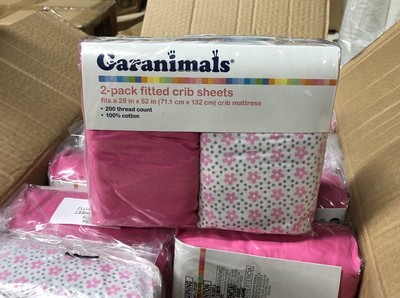 Garanimals®
2-pack fitted crib sheets
fits a 28 in x 52 in (71.1 cm x 132 cm) crib mattress
• 200 thread count
• 100% cotton